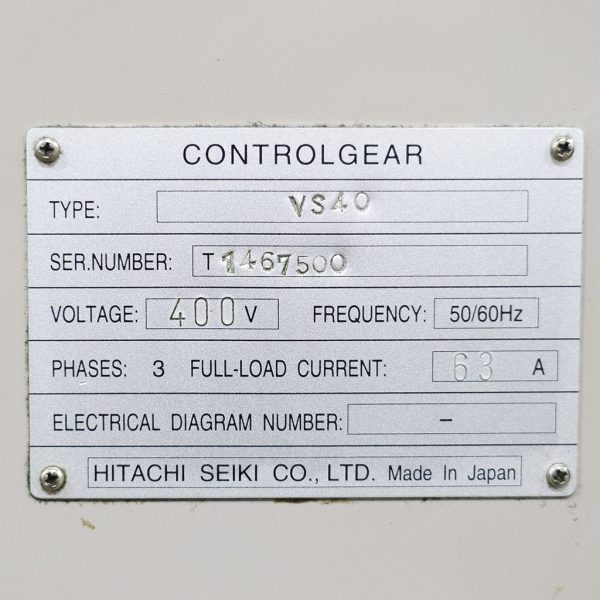 CONTROLGEAR
TYPE: VS40
SER.NUMBER: T 1467500
VOLTAGE: 400 V FREQUENCY: 50/60Hz
PHASES: 3 FULL-LOAD CURRENT: 63 A
ELECTRICAL DIAGRAM NUMBER: –
HITACHI SEIKI CO., LTD. Made In Japan